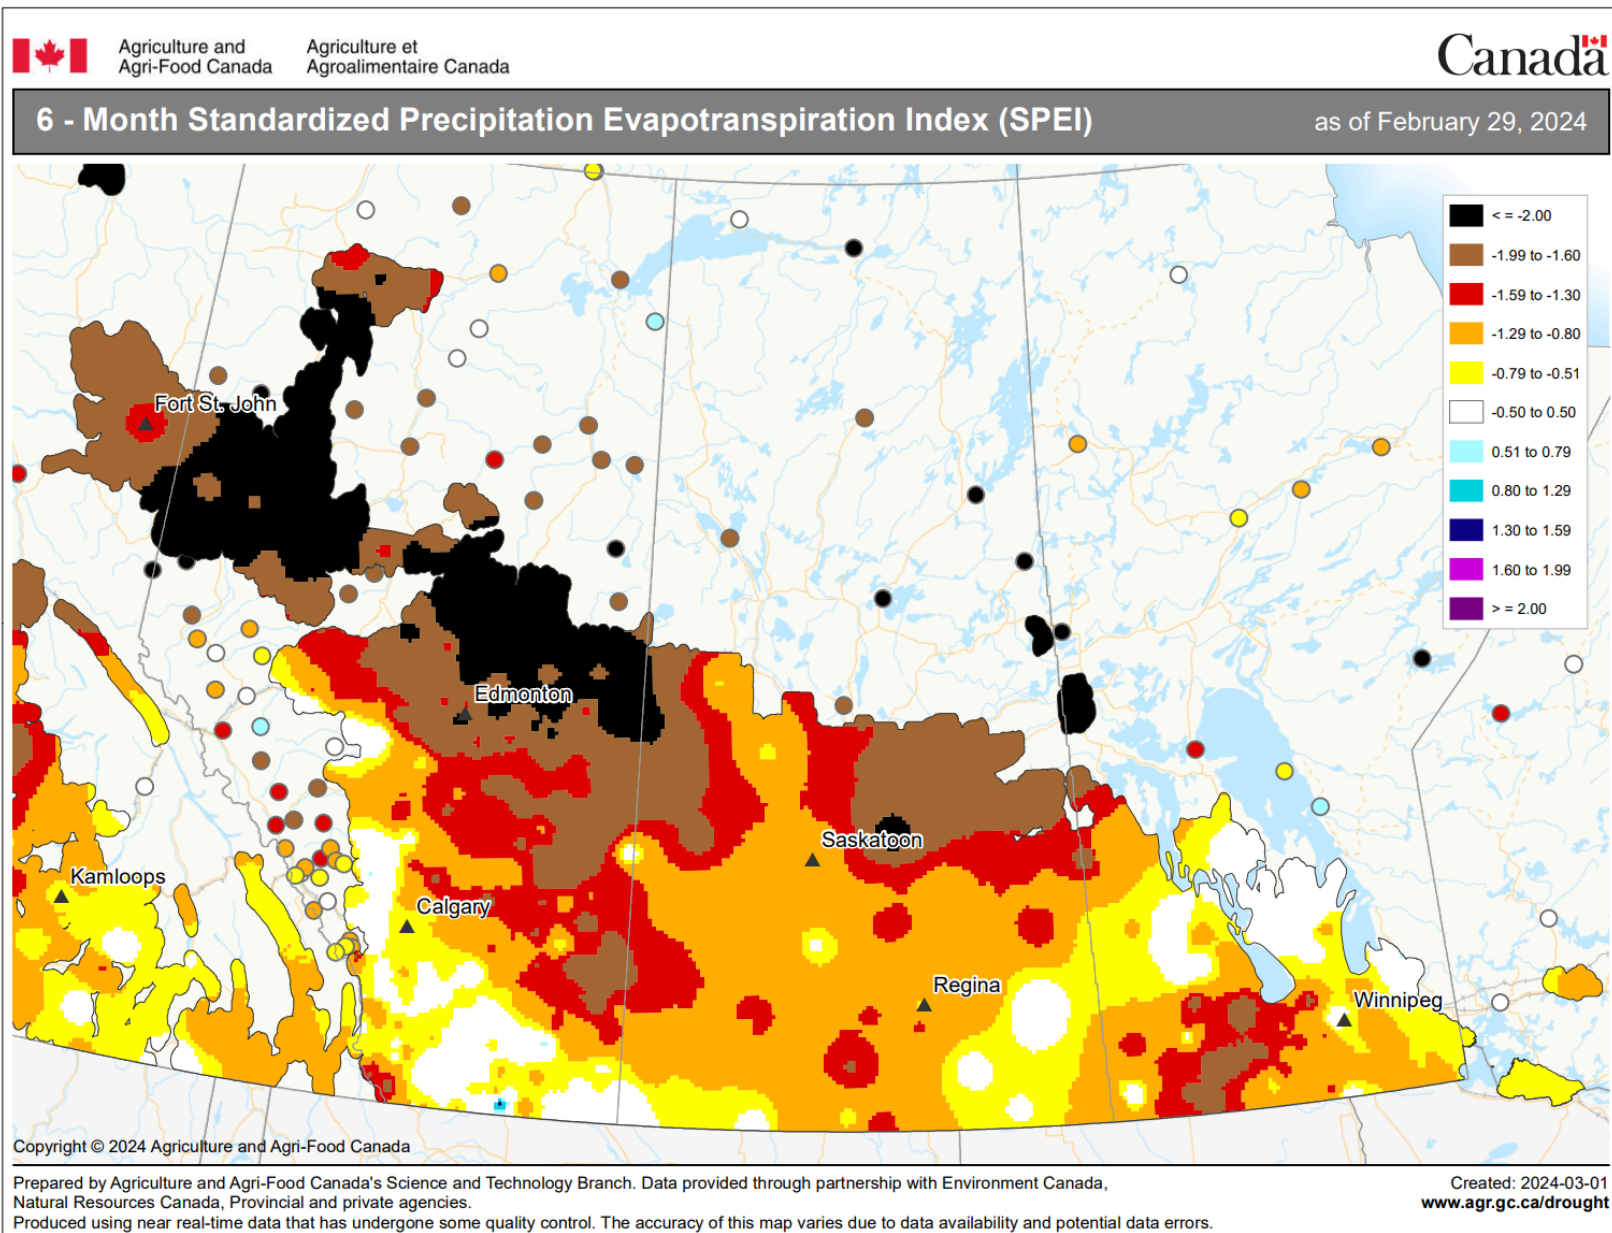 Agriculture and
Agri-Food Canada
Agriculture et
Agroalimentaire Canada
Canada
6 - Month Standardized Precipitation Evapotranspiration Index (SPEI)
as of February 29, 2024
< = -2.00
-1.99 to -1.60
-1.59 to -1.30
-1.29 to -0.80
-0.79 to -0.51
-0.50 to 0.50
0.51 to 0.79
0.80 to 1.29
1.30 to 1.59
1.60 to 1.99
> = 2.00
Fort St. John
Edmonton
Saskatoon
Kamloops
Calgary
Regina
Winnipeg
Copyright © 2024 Agriculture and Agri-Food Canada
Prepared by Agriculture and Agri-Food Canada's Science and Technology Branch. Data provided through partnership with Environment Canada,
Natural Resources Canada, Provincial and private agencies.
Produced using near real-time data that has undergone some quality control. The accuracy of this map varies due to data availability and potential data errors.
Created: 2024-03-01
www.agr.gc.ca/drought